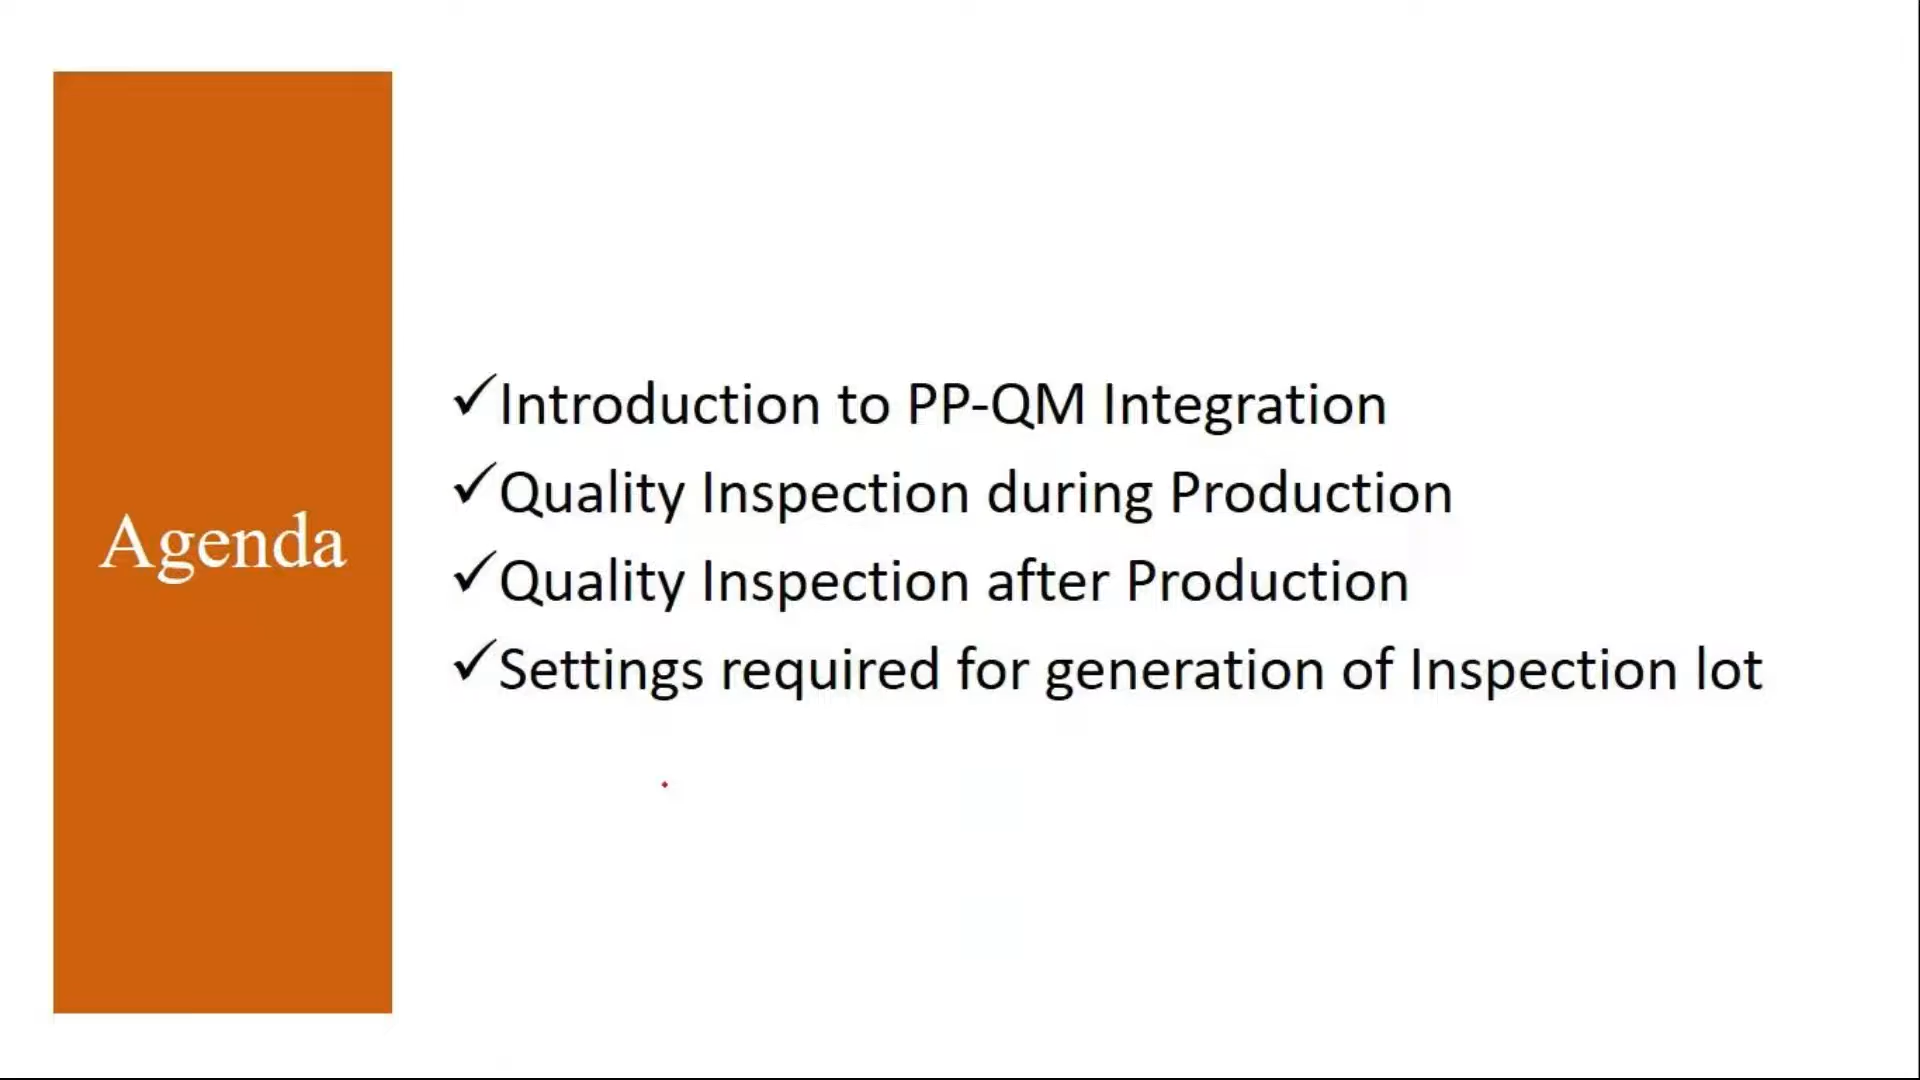 Agenda
✓Introduction to PP-QM Integration
✓Quality Inspection during Production
✓Quality Inspection after Production
✓Settings required for generation of Inspection lot